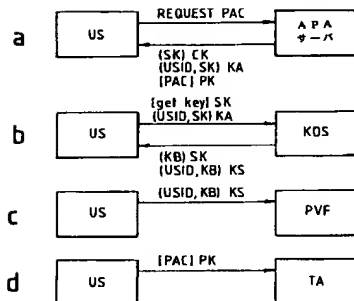 a
US
REQUEST PAC
APA
サーバ
(SK) CK
(USID, SK) KA
[PAC] PK
b
US
[get key] SK
(USID, SK) KA
KDS
(KB) SK
(USID, KB) KS
c
US
(USID, KB) KS
PVF
d
US
[PAC] PK
TA